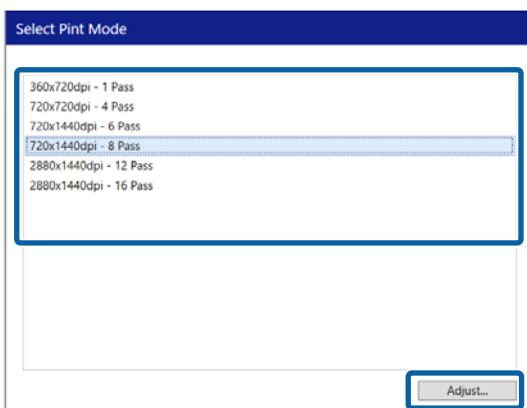 Select Pint Mode
360x720dpi - 1 Pass
720x720dpi - 4 Pass
720x1440dpi - 6 Pass
720x1440dpi - 8 Pass
2880x1440dpi - 12 Pass
2880x1440dpi - 16 Pass
Adjust...